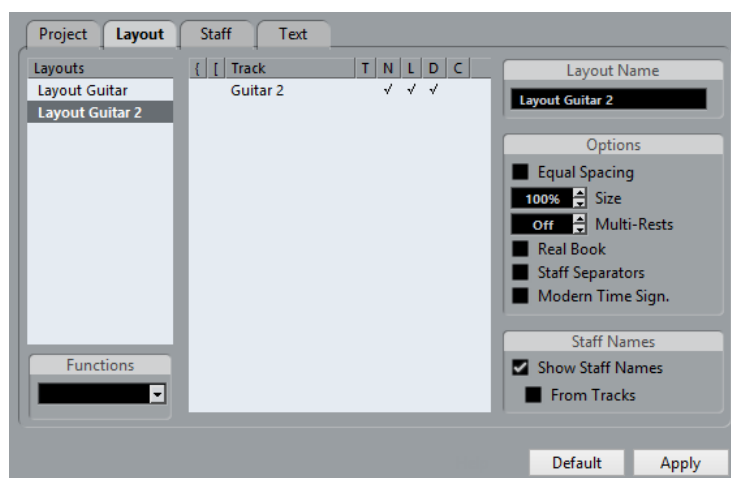 Project Layout Staff Text
Layouts
Layout Guitar
Layout Guitar 2
Functions
{ [ Track T N L D C
Guitar 2 √ √ √
Layout Name
Layout Guitar 2
Options
Equal Spacing
100% Size
Off Multi-Rests
Real Book
Staff Separators
Modern Time Sign.
Staff Names
Show Staff Names
From Tracks
Default Apply